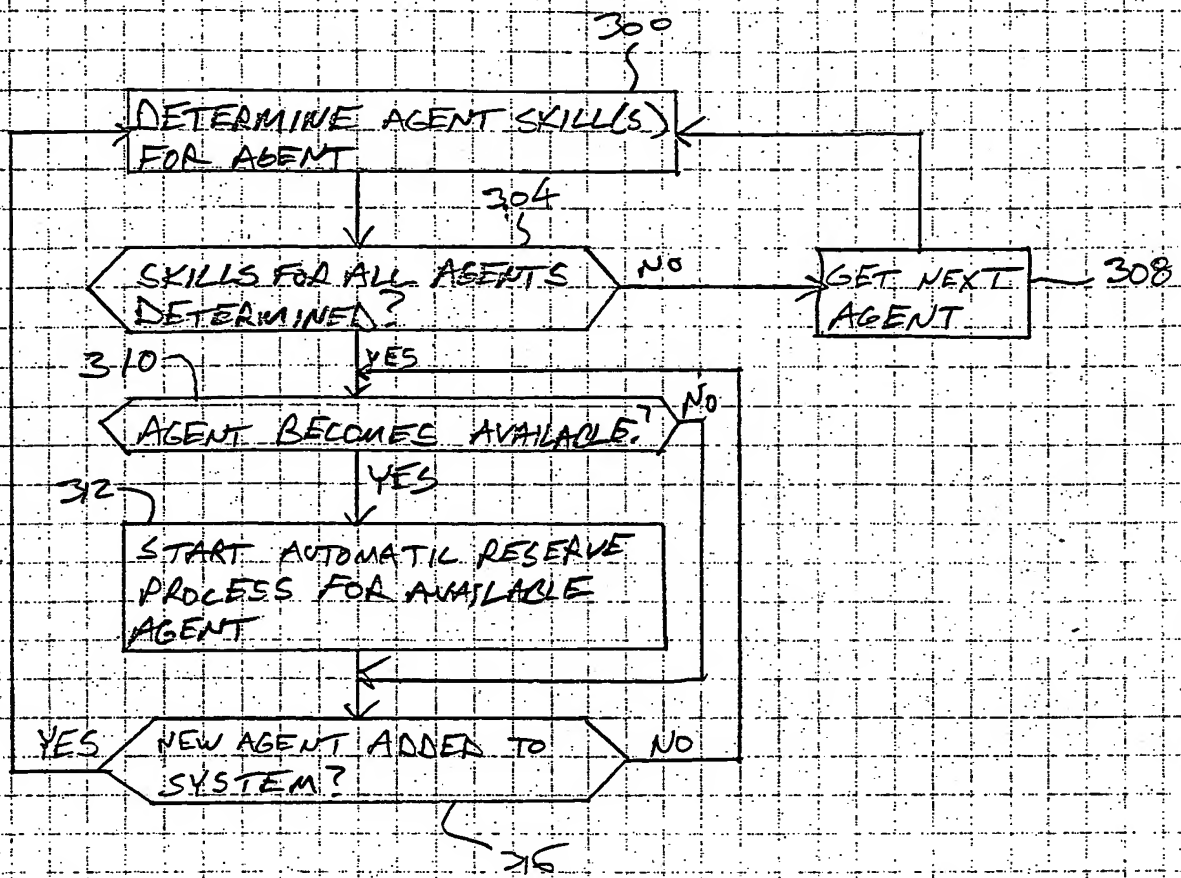 300
DETERMINE AGENT SKILL(S)
FOR AGENT
304
SKILLS FOR ALL AGENTS
DETERMINED?
NO
GET NEXT
AGENT
308
YES
310
AGENT BECOMES AVAILABLE?
NO
YES
312
START AUTOMATIC RESERVE
PROCESS FOR AVAILABLE
AGENT
YES
NEW AGENT ADDED TO
SYSTEM?
NO
316